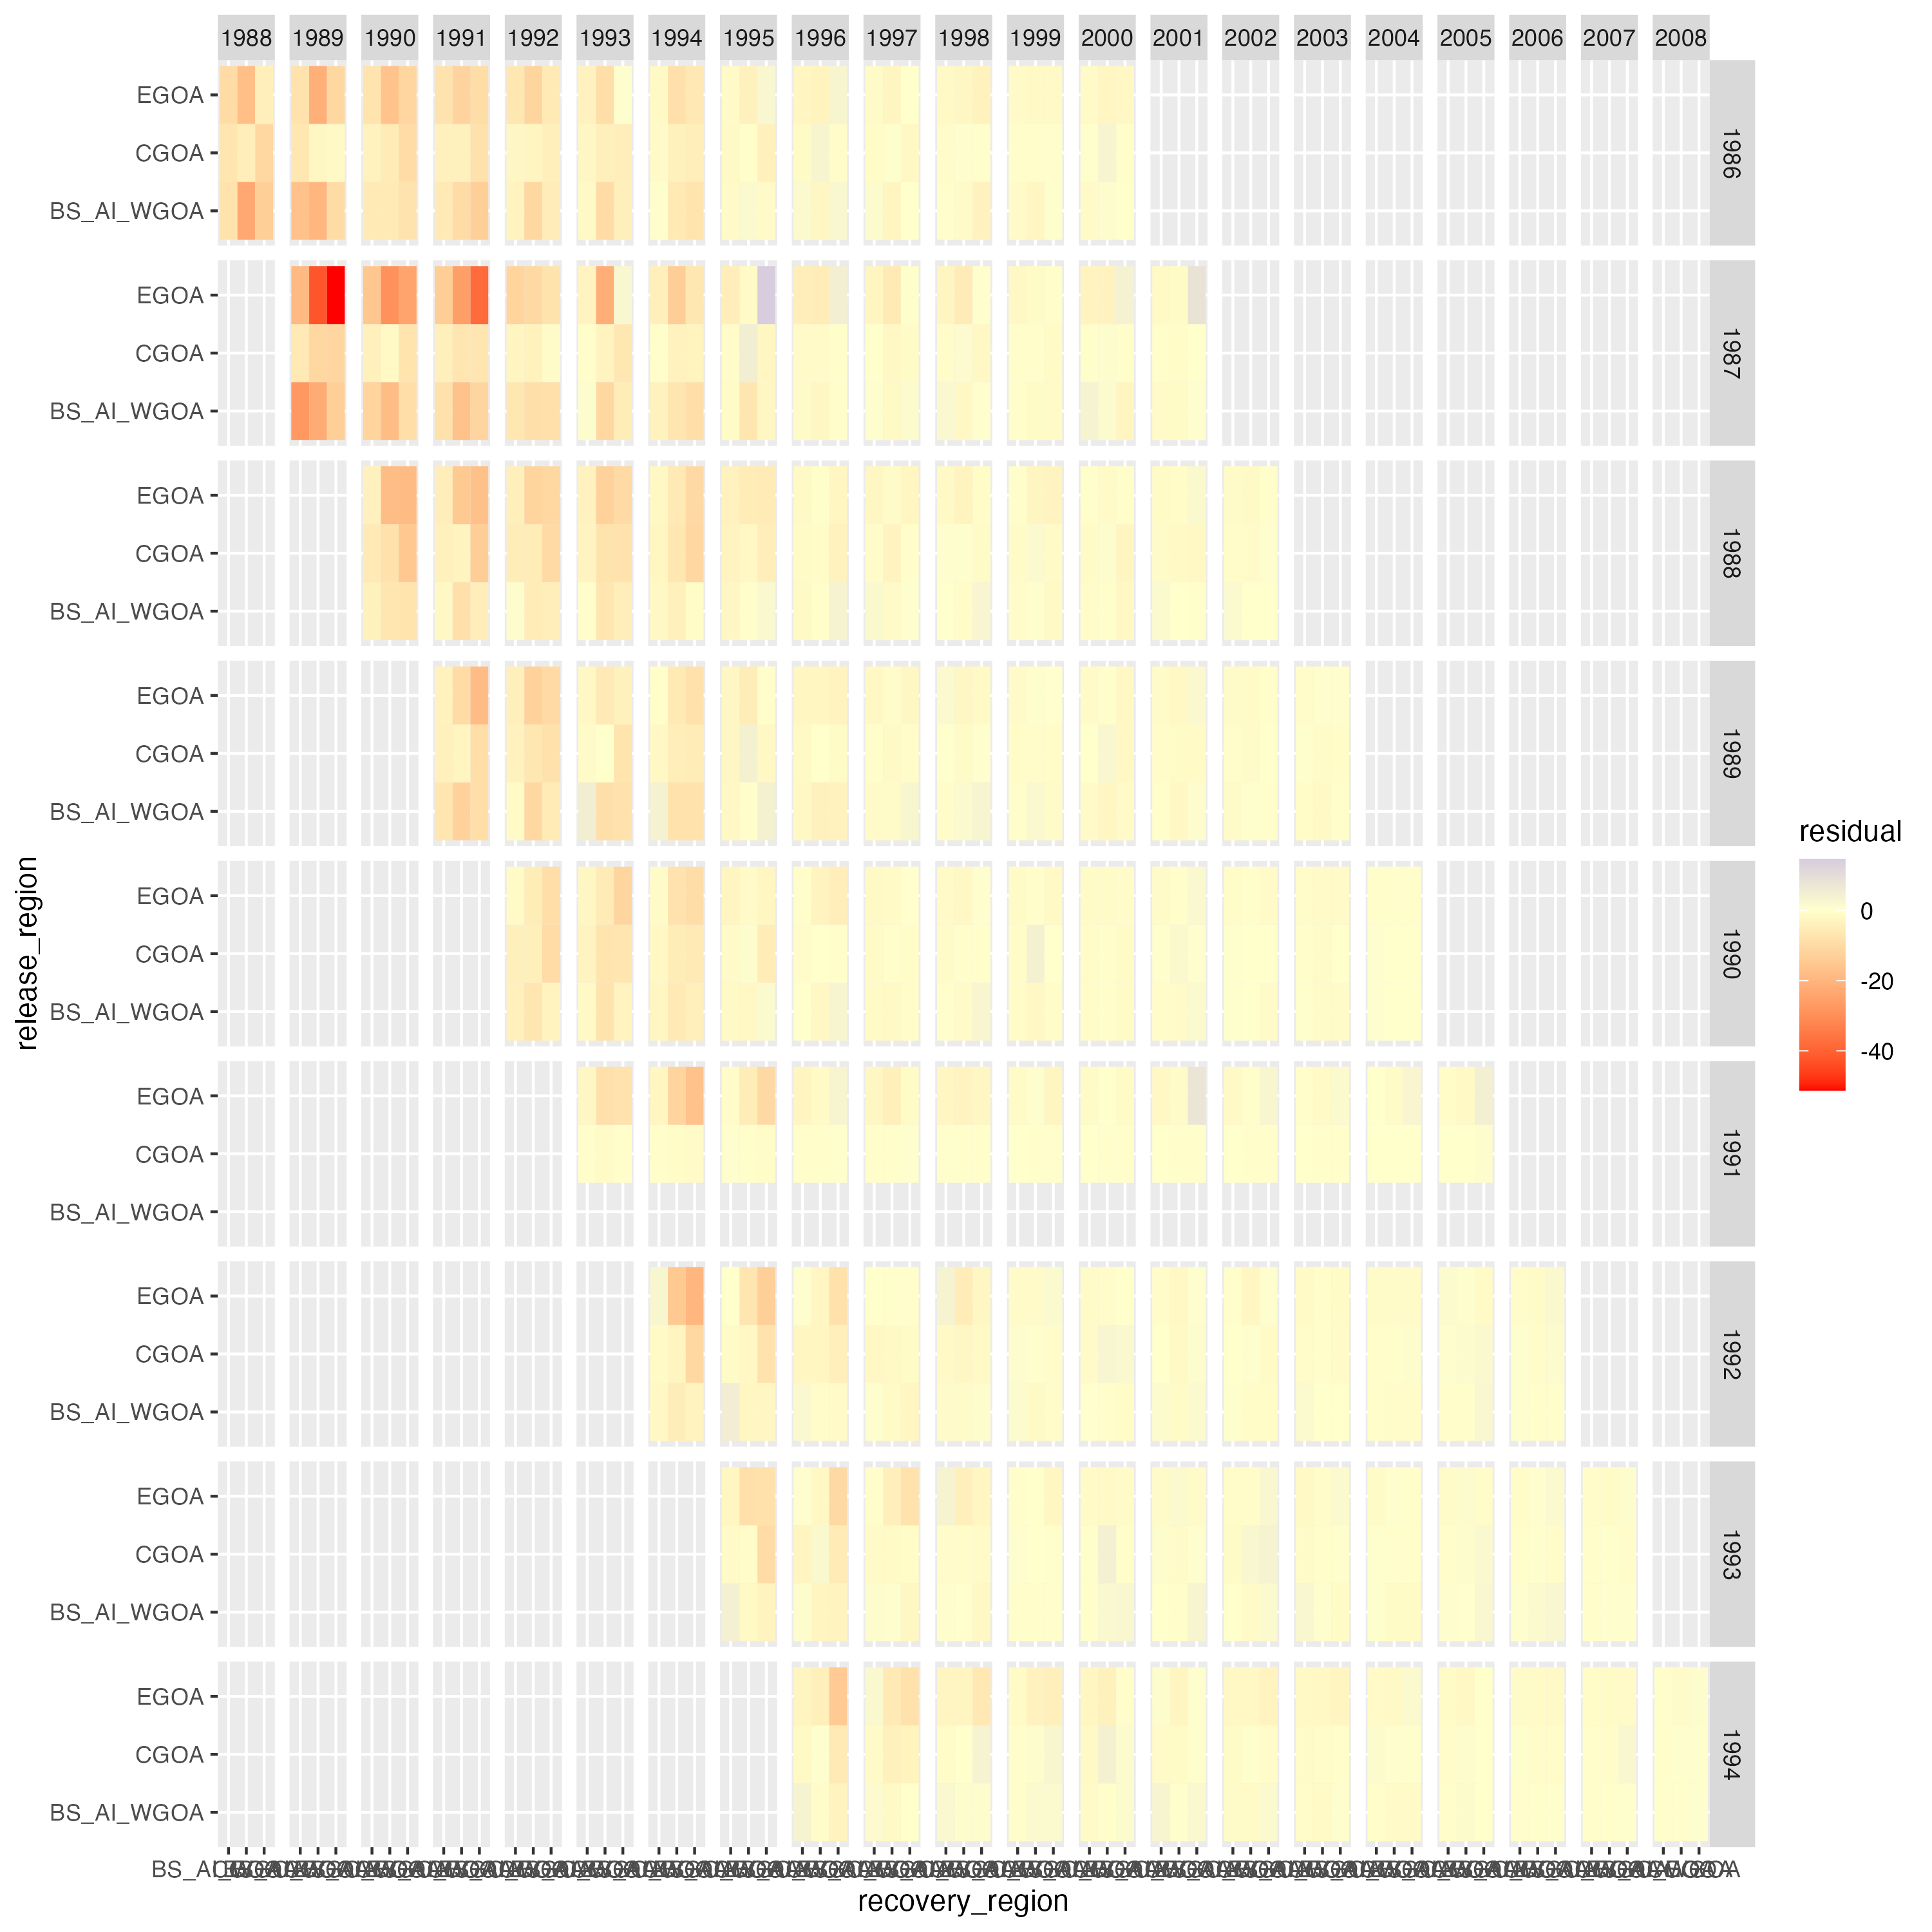 1988 1989 1990 1991 1992 1993 1994 1995 1996 1997 1998 1999 2000 2001 2002 2003 2004 2005 2006 2007 2008
EGOA
CGOA
BS_AI_WGOA
1986
EGOA
CGOA
BS_AI_WGOA
1987
EGOA
CGOA
BS_AI_WGOA
1988
EGOA
CGOA
BS_AI_WGOA
1989
EGOA
CGOA
BS_AI_WGOA
1990
EGOA
CGOA
BS_AI_WGOA
1991
EGOA
CGOA
BS_AI_WGOA
1992
EGOA
CGOA
BS_AI_WGOA
1993
EGOA
CGOA
BS_AI_WGOA
1994
release_region
recovery_region
residual
0
-20
-40